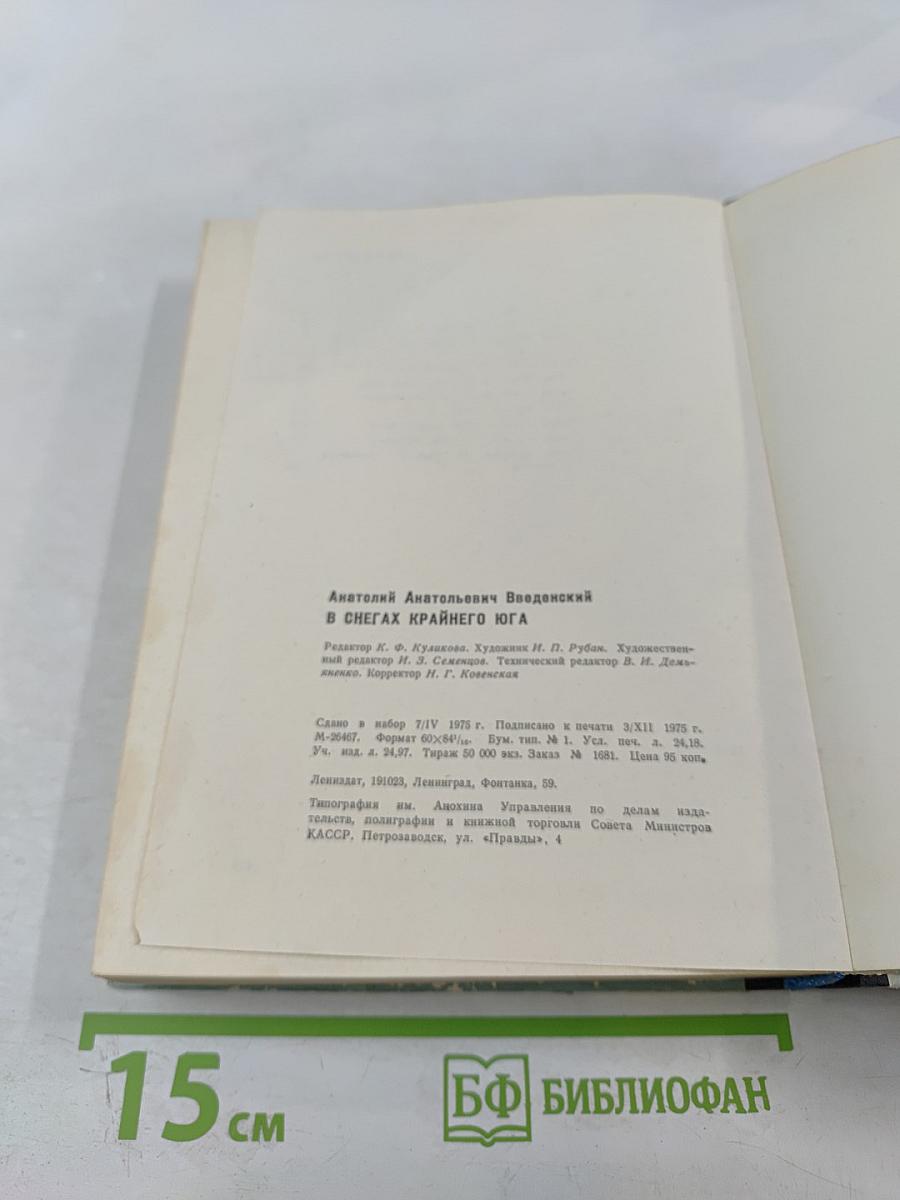 Анатолий Анатольевич Введенский
В СНЕГАХ КРАЙНЕГО ЮГА
Редактор К. Ф. Куликова. Художник И. П. Рубан. Художествен-
ный редактор И. З. Семенцов. Технический редактор В. И. Демь-
яненко. Корректор Н. Г. Ковенская
Сдано в набор 7/IV 1975 г. Подписано к печати 3/XII 1975 г.
М-26467. Формат 60×84¹/₁₆. Бум. тип. № 1. Усл. печ. л. 24,18.
Уч. изд. л. 24,97. Тираж 50 000 экз. Заказ № 1681. Цена 95 коп.
Лениздат, 191023, Ленинград, Фонтанка, 59.
Типография им. Анохина Управления по делам изда-
тельств, полиграфии и книжной торговли Совета Министров
КАССР, Петрозаводск, ул. «Правды», 4
15 см
БФ БИБЛИОФАН